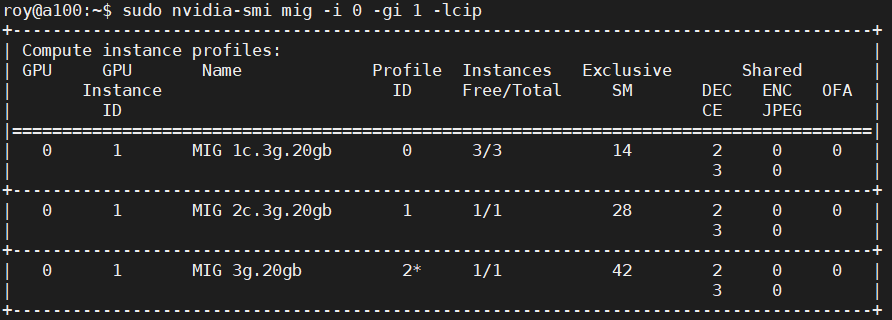 roy@a100:~$ sudo nvidia-smi mig -i 0 -gi 1 -lcip
+--------------------------------------------------------------------------------------+
| Compute instance profiles:                                                           |
| GPU     GPU       Name             Profile  Instances   Exclusive       Shared       |
|       Instance                       ID     Free/Total     SM       DEC   ENC   OFA  |
|         ID                                                          CE    JPEG       |
|======================================================================================|
|   0      1       MIG 1c.3g.20gb       0      3/3           14        2     0     0   |
|                                                                      3     0         |
+--------------------------------------------------------------------------------------+
|   0      1       MIG 2c.3g.20gb       1      1/1           28        2     0     0   |
|                                                                      3     0         |
+--------------------------------------------------------------------------------------+
|   0      1       MIG 3g.20gb          2*     1/1           42        2     0     0   |
|                                                                      3     0         |
+--------------------------------------------------------------------------------------+